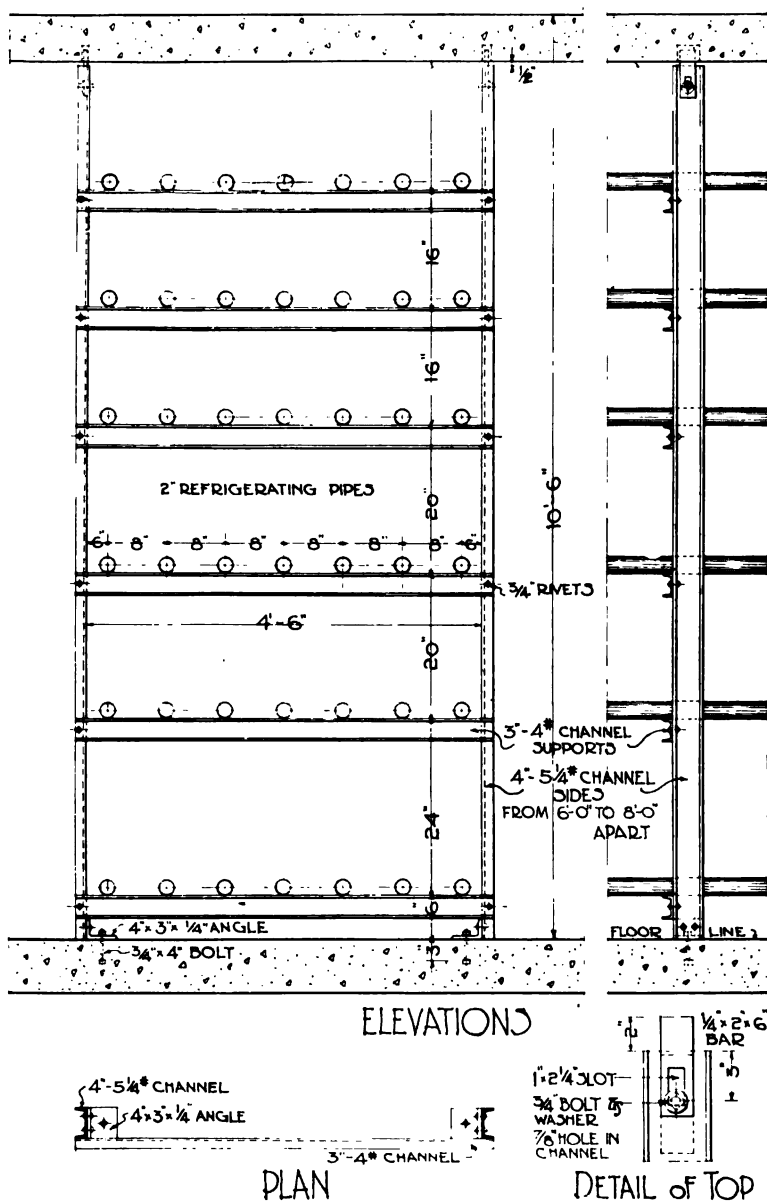 ½"
16"
16"
2" REFRIGERATING PIPES
20"
10'-6"
6" 8" 8" 8" 8" 8" 8" 6"
¾" RIVETS
4'-6"
20"
3"-4# CHANNEL
SUPPORTS
4"-5¼# CHANNEL
SIDES
FROM 6'-0" TO 8'-0"
APART
24"
6"
4"x3"x¼" ANGLE
FLOOR LINE
¾"x4" BOLT
3"
ELEVATIONS
¼"x2"x6"
BAR
2"
3"
4"-5¼# CHANNEL
4"x3"x¼" ANGLE
3"-4# CHANNEL
PLAN
1"x2¼" SLOT
¾" BOLT &
WASHER
⅞" HOLE IN
CHANNEL
DETAIL of TOP